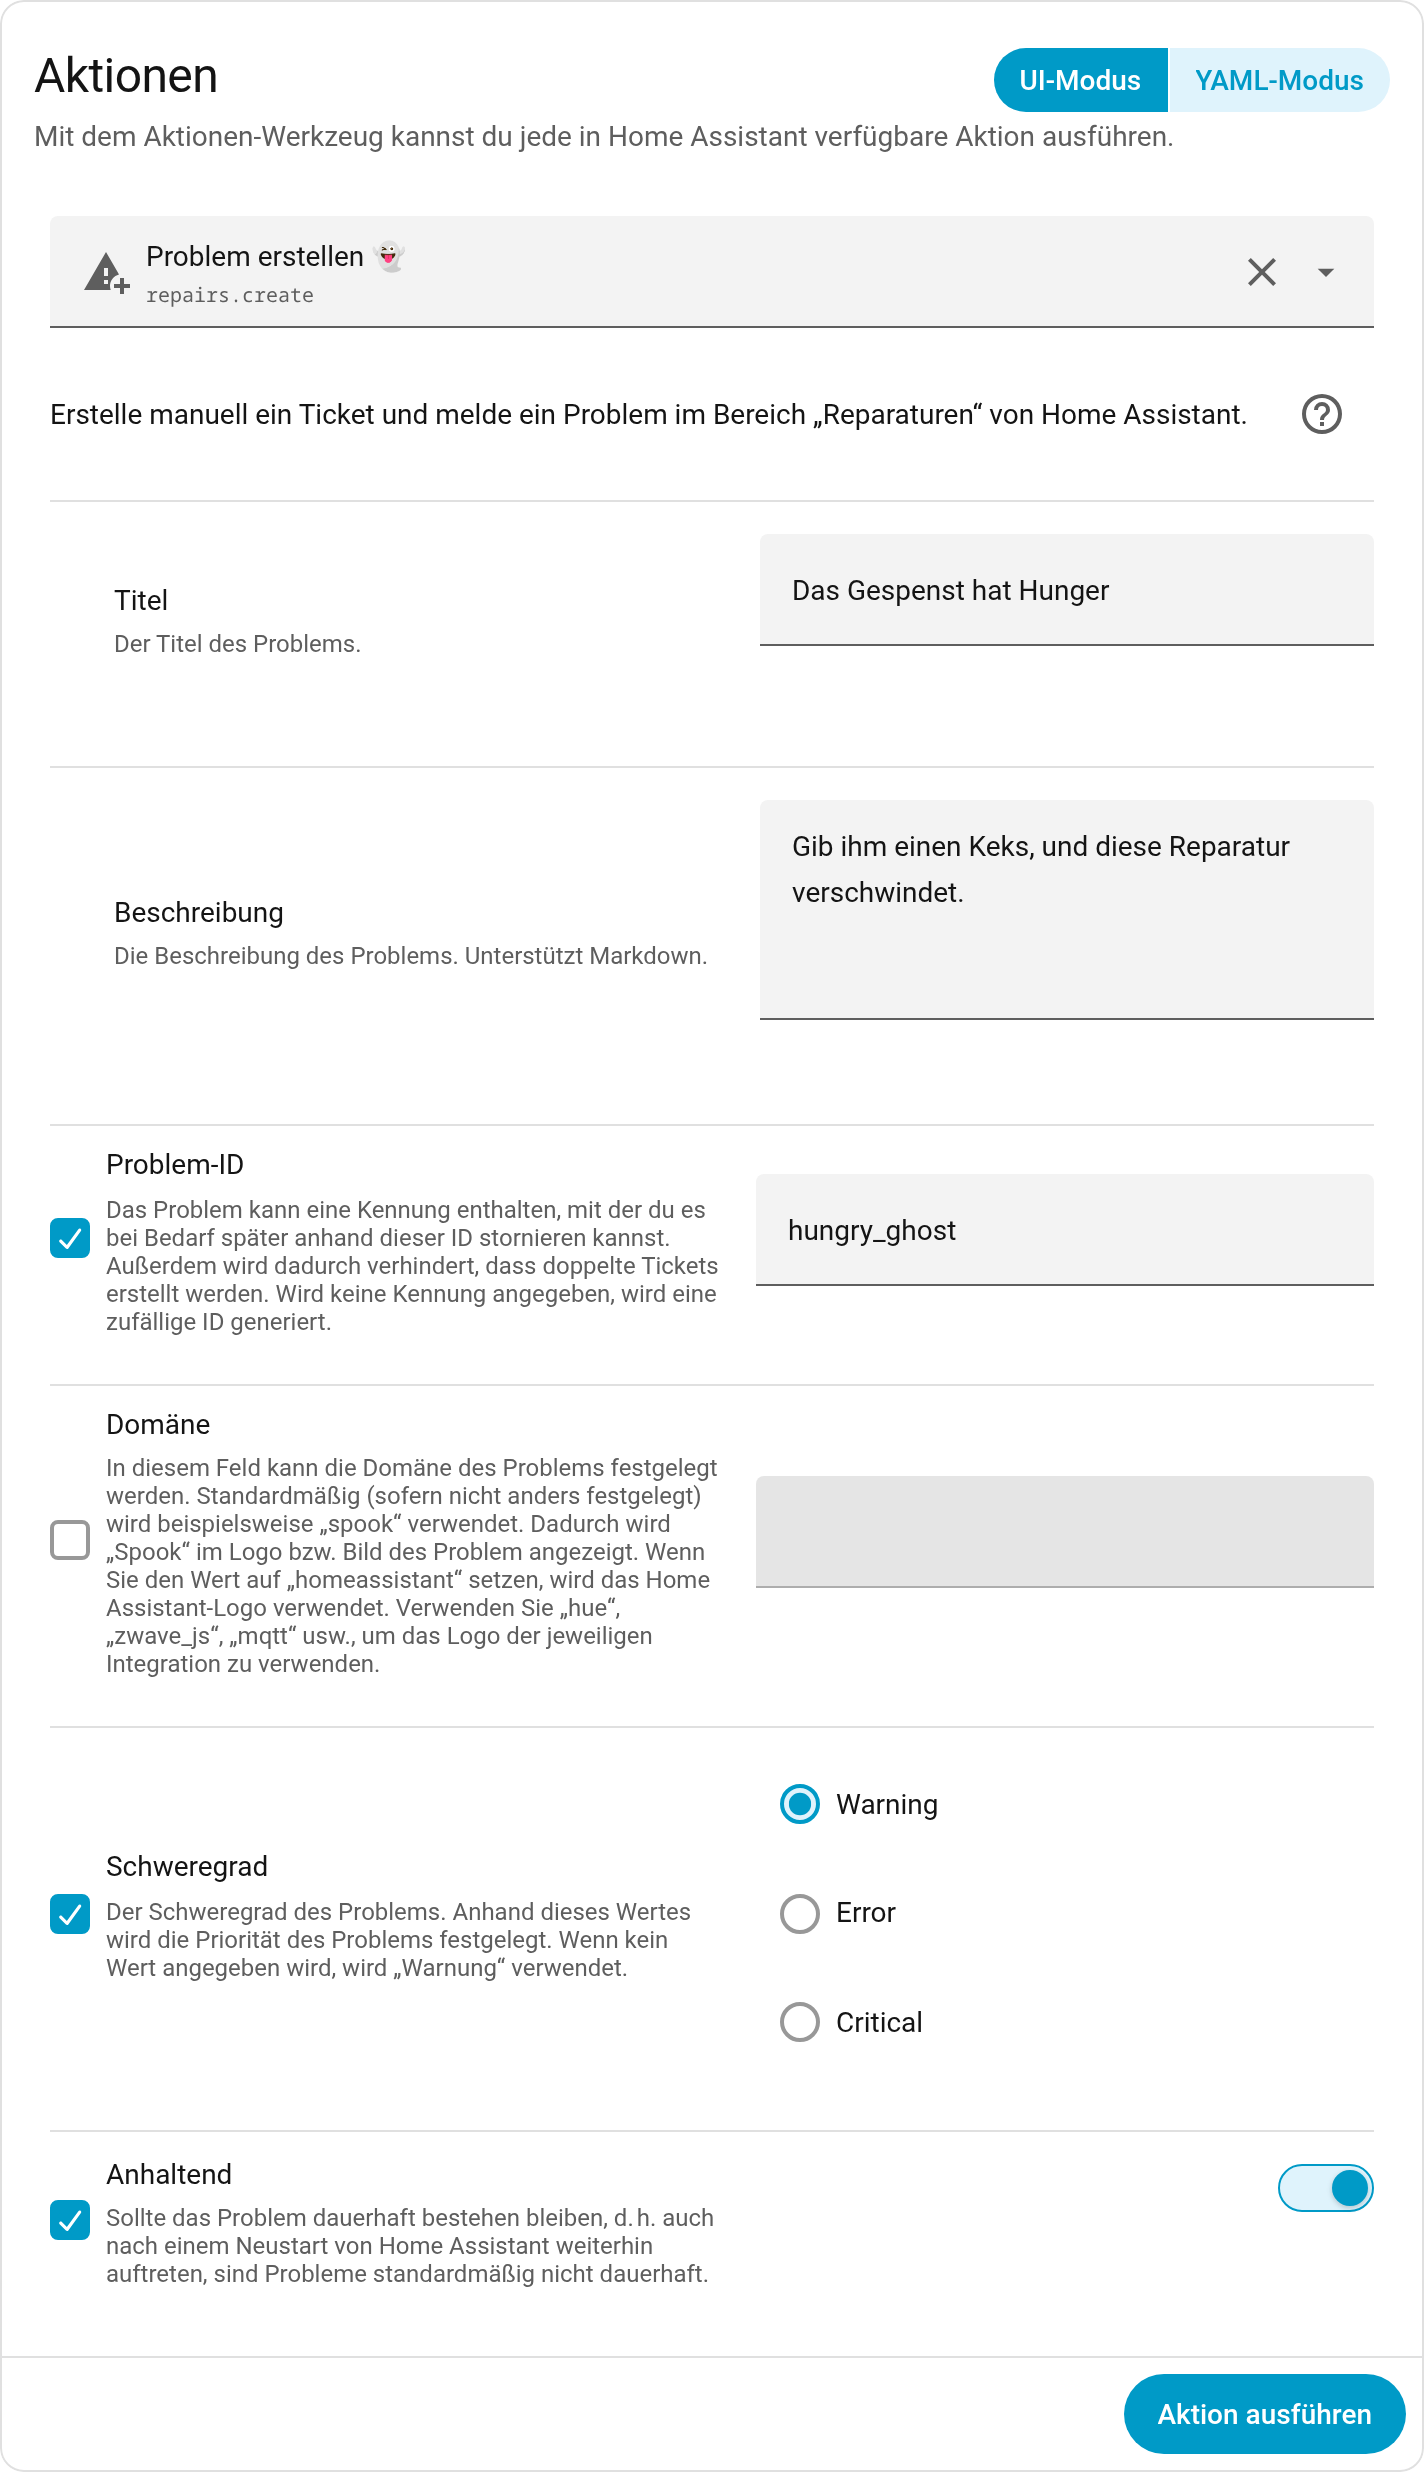 Aktionen
UI-Modus
YAML-Modus
Mit dem Aktionen-Werkzeug kannst du jede in Home Assistant verfügbare Aktion ausführen.
Problem erstellen 👻
repairs.create
Erstelle manuell ein Ticket und melde ein Problem im Bereich „Reparaturen“ von Home Assistant.
Titel
Der Titel des Problems.
Das Gespenst hat Hunger
Beschreibung
Die Beschreibung des Problems. Unterstützt Markdown.
Gib ihm einen Keks, und diese Reparatur
verschwindet.
Problem-ID
Das Problem kann eine Kennung enthalten, mit der du es
bei Bedarf später anhand dieser ID stornieren kannst.
Außerdem wird dadurch verhindert, dass doppelte Tickets
erstellt werden. Wird keine Kennung angegeben, wird eine
zufällige ID generiert.
hungry_ghost
Domäne
In diesem Feld kann die Domäne des Problems festgelegt
werden. Standardmäßig (sofern nicht anders festgelegt)
wird beispielsweise „spook“ verwendet. Dadurch wird
„Spook“ im Logo bzw. Bild des Problem angezeigt. Wenn
Sie den Wert auf „homeassistant“ setzen, wird das Home
Assistant-Logo verwendet. Verwenden Sie „hue“,
„zwave_js“, „mqtt“ usw., um das Logo der jeweiligen
Integration zu verwenden.
Schweregrad
Der Schweregrad des Problems. Anhand dieses Wertes
wird die Priorität des Problems festgelegt. Wenn kein
Wert angegeben wird, wird „Warnung“ verwendet.
Warning
Error
Critical
Anhaltend
Sollte das Problem dauerhaft bestehen bleiben, d. h. auch
nach einem Neustart von Home Assistant weiterhin
auftreten, sind Probleme standardmäßig nicht dauerhaft.
Aktion ausführen